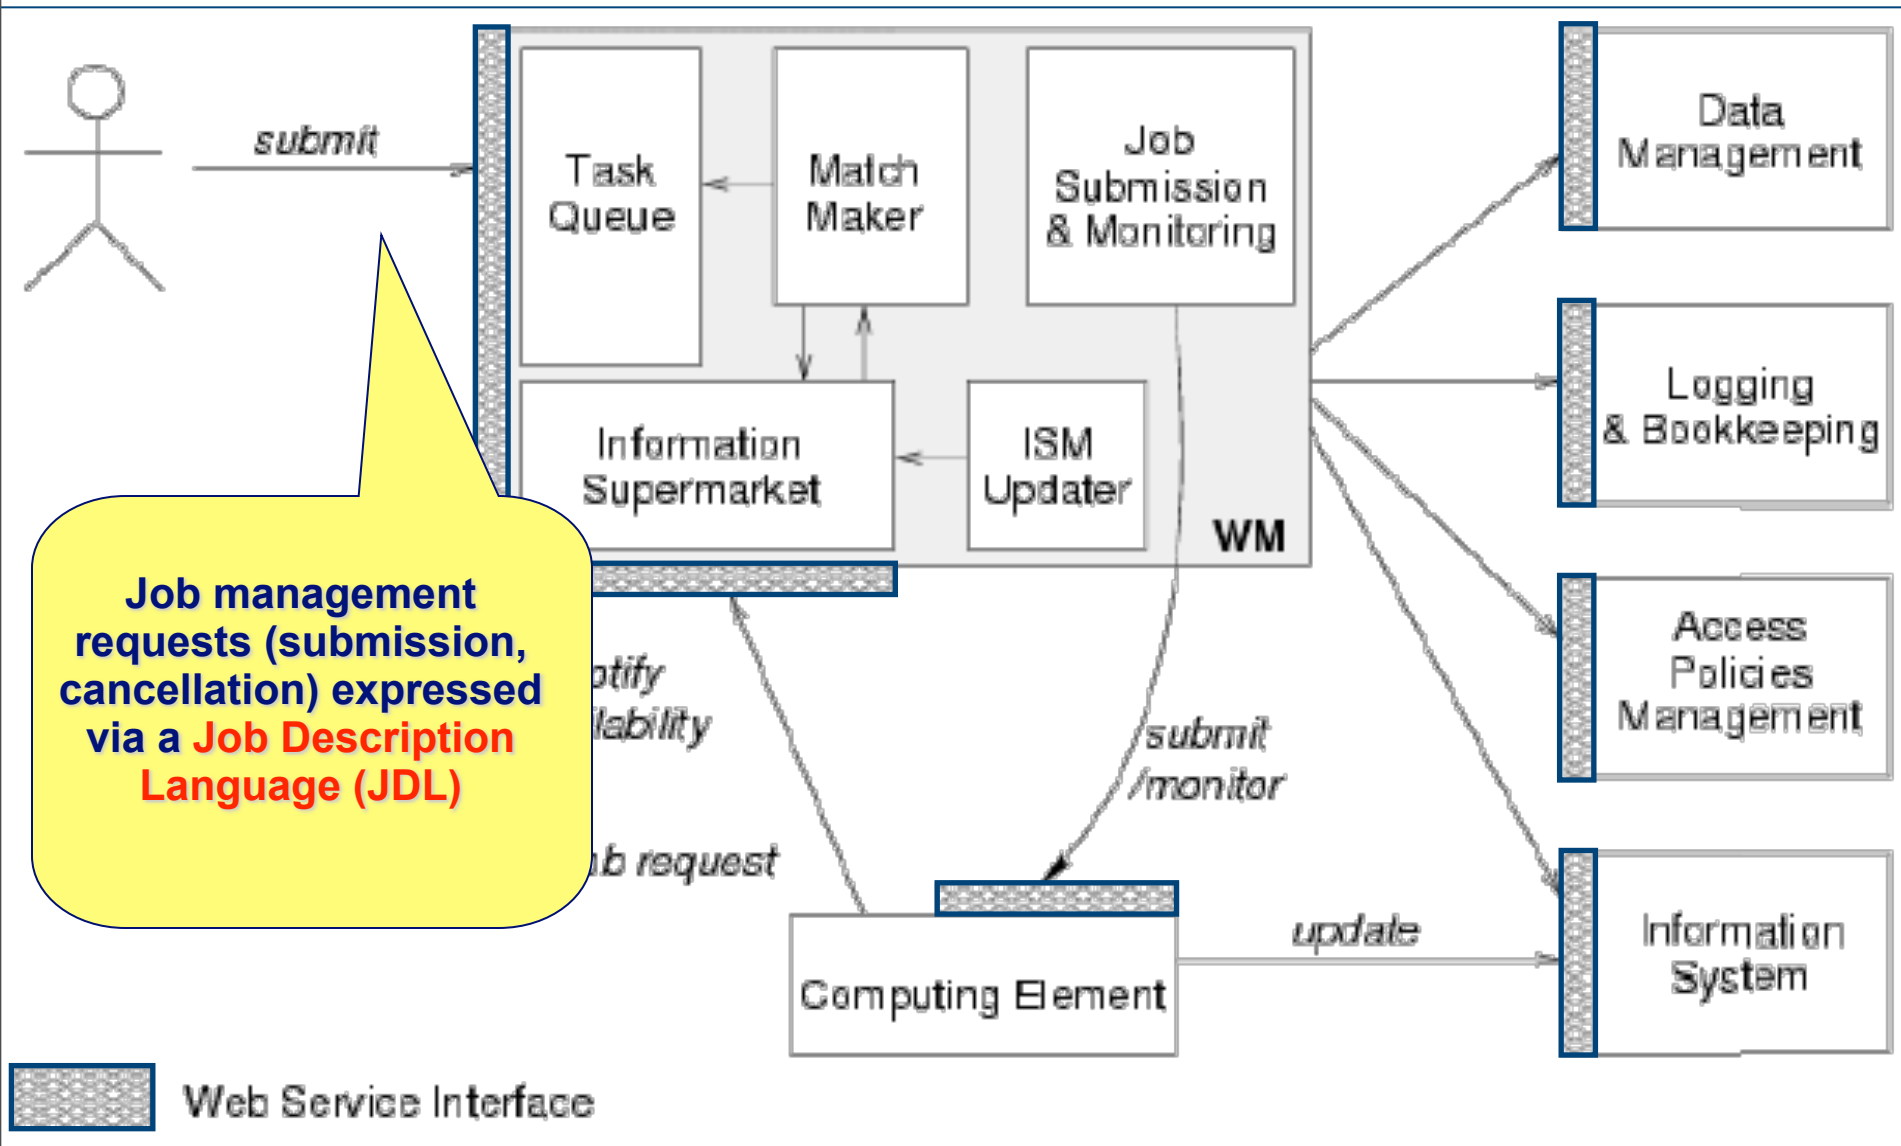 submit
Task
Queue
Match
Maker
Job
Submission
& Monitoring
Information
Supermarket
ISM
Updater
WM
Data
Management
Logging
& Bookkeeping
Access
Policies
Management
Information
System
Job management
requests (submission,
cancellation) expressed
via a Job Description
Language (JDL)
request
submit
/monitor
update
Computing Element
Web Service Interface